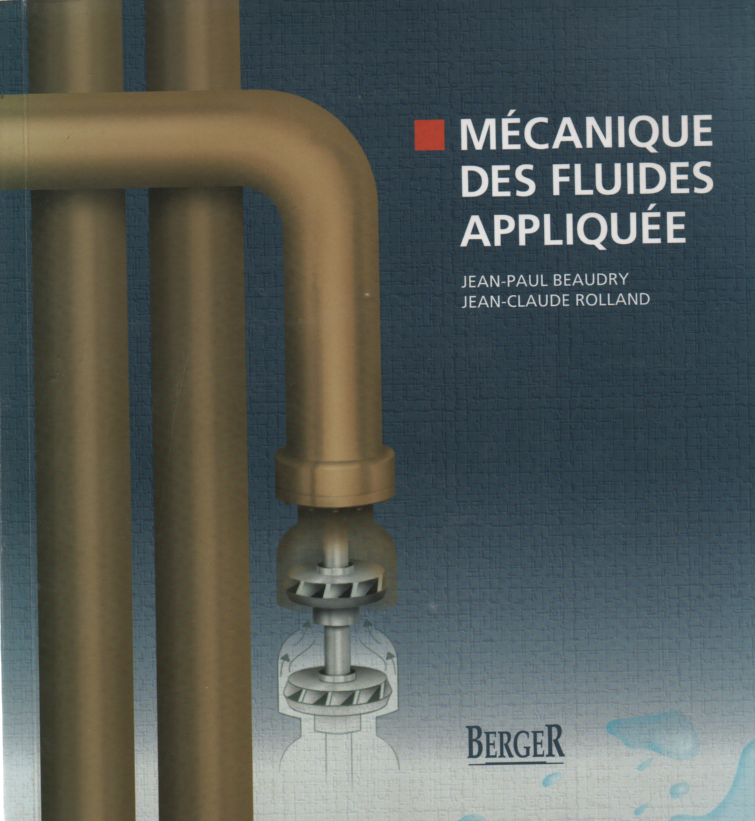 MÉCANIQUE
DES FLUIDES
APPLIQUÉE
JEAN-PAUL BEAUDRY
JEAN-CLAUDE ROLLAND
BERGER